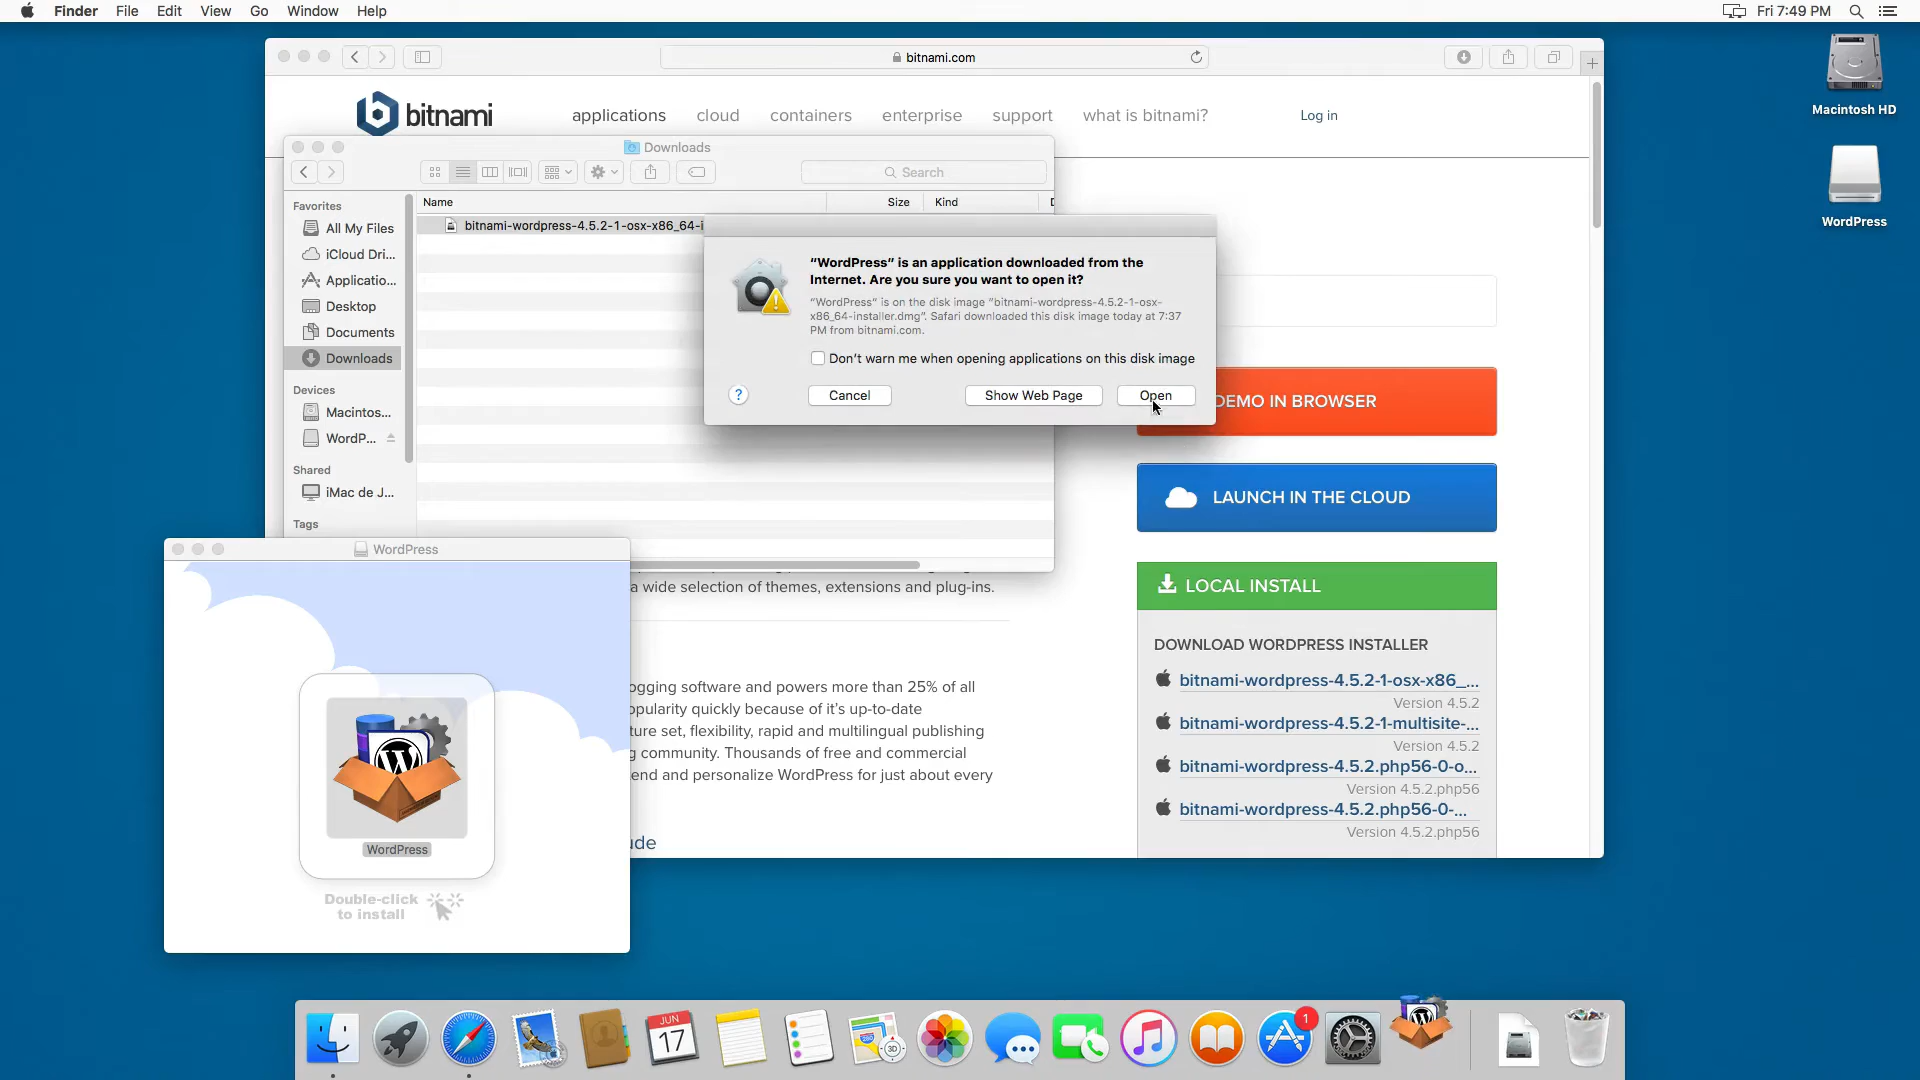 Finder File Edit View Go Window Help
Fri 7:49 PM
bitnami.com
bitnami
applications cloud containers enterprise support what is bitnami? Log in
Macintosh HD
WordPress
Downloads
Search
Name Size Kind
Favorites
All My Files
iCloud Dri...
Applicatio...
Desktop
Documents
Downloads
Devices
Macintos...
WordP...
Shared
iMac de J...
Tags
bitnami-wordpress-4.5.2-1-osx-x86_64-i
“WordPress” is an application downloaded from the
Internet. Are you sure you want to open it?
“WordPress” is on the disk image “bitnami-wordpress-4.5.2-1-osx-
x86_64-installer.dmg”. Safari downloaded this disk image today at 7:37
PM from bitnami.com.
Don’t warn me when opening applications on this disk image
?
Cancel
Show Web Page
Open
DEMO IN BROWSER
LAUNCH IN THE CLOUD
LOCAL INSTALL
DOWNLOAD WORDPRESS INSTALLER
bitnami-wordpress-4.5.2-1-osx-x86_...
Version 4.5.2
bitnami-wordpress-4.5.2-1-multisite-...
Version 4.5.2
bitnami-wordpress-4.5.2.php56-0-o...
Version 4.5.2.php56
bitnami-wordpress-4.5.2.php56-0-...
Version 4.5.2.php56
a wide selection of themes, extensions and plug-ins.
ogging software and powers more than 25% of all
opularity quickly because of it’s up-to-date
ture set, flexibility, rapid and multilingual publishing
g community. Thousands of free and commercial
end and personalize WordPress for just about every
ude
WordPress
W
WordPress
Double-click
to install
JUN
17
3D
1